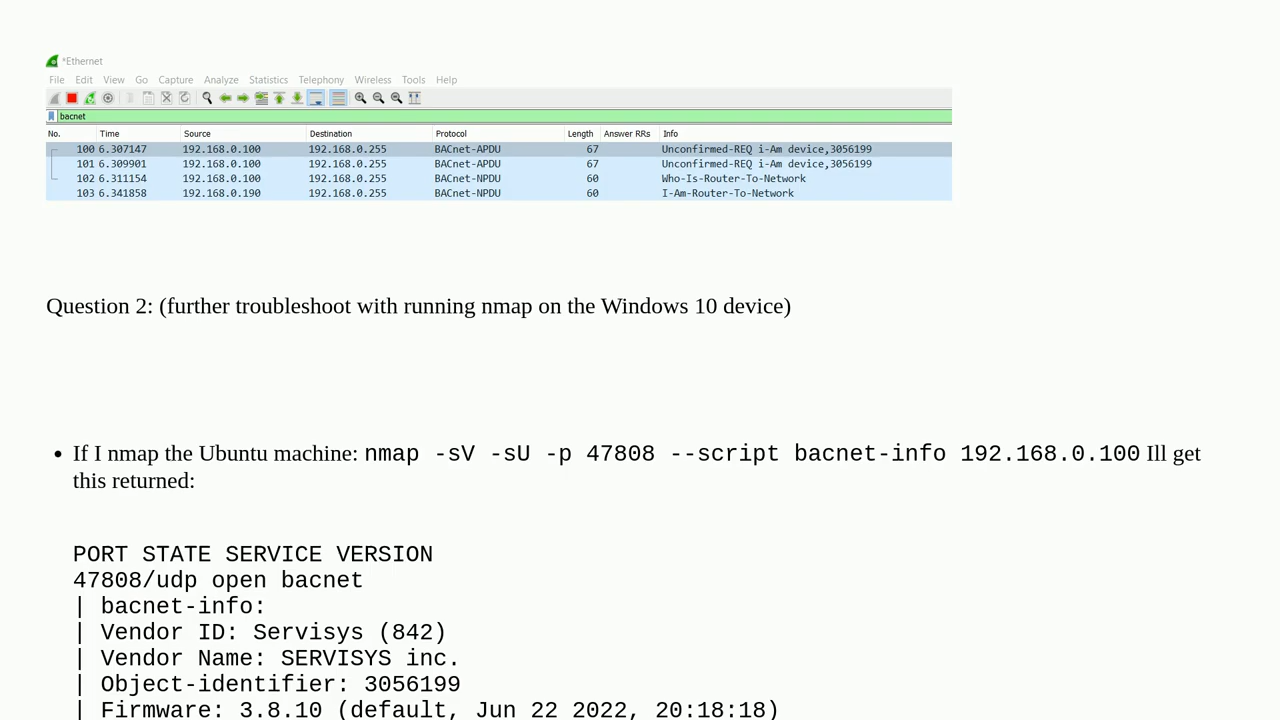 *Ethernet
File Edit View Go Capture Analyze Statistics Telephony Wireless Tools Help
bacnet
No. Time Source Destination Protocol Length Answer RRs Info
100 6.307147 192.168.0.100 192.168.0.255 BACnet-APDU 67 Unconfirmed-REQ i-Am device,3056199
101 6.309901 192.168.0.100 192.168.0.255 BACnet-APDU 67 Unconfirmed-REQ i-Am device,3056199
102 6.311154 192.168.0.100 192.168.0.255 BACnet-NPDU 60 Who-Is-Router-To-Network
103 6.341858 192.168.0.190 192.168.0.255 BACnet-NPDU 60 I-Am-Router-To-Network
Question 2: (further troubleshoot with running nmap on the Windows 10 device)
• If I nmap the Ubuntu machine: nmap -sV -sU -p 47808 --script bacnet-info 192.168.0.100 Ill get
this returned:
PORT STATE SERVICE VERSION
47808/udp open bacnet
| bacnet-info:
| Vendor ID: Servisys (842)
| Vendor Name: SERVISYS inc.
| Object-identifier: 3056199
| Firmware: 3.8.10 (default, Jun 22 2022, 20:18:18)